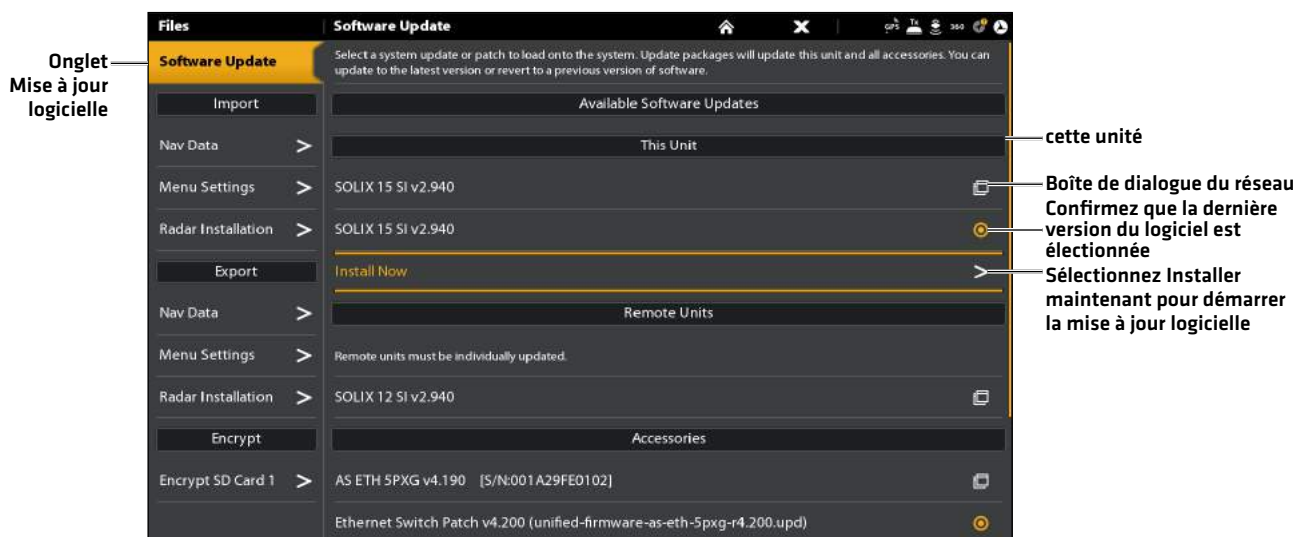 Files
Software Update
GPS
Tx
360
Onglet
Mise à jour
logicielle
Software Update
Select a system update or patch to load onto the system. Update packages will update this unit and all accessories. You can
update to the latest version or revert to a previous version of software.
Import
Available Software Updates
Nav Data
This Unit
cette unité
Menu Settings
SOLIX 15 SI v2.940
Boîte de dialogue du réseau
Radar Installation
SOLIX 15 SI v2.940
Confirmez que la dernière
version du logiciel est
électionnée
Export
Install Now
Sélectionnez Installer
maintenant pour démarrer
la mise à jour logicielle
Nav Data
Remote Units
Menu Settings
Remote units must be individually updated.
Radar Installation
SOLIX 12 SI v2.940
Encrypt
Accessories
Encrypt SD Card 1
AS ETH 5PXG v4.190 [S/N:001A29FE0102]
Ethernet Switch Patch v4.200 (unified-firmware-as-eth-5pxg-r4.200.upd)